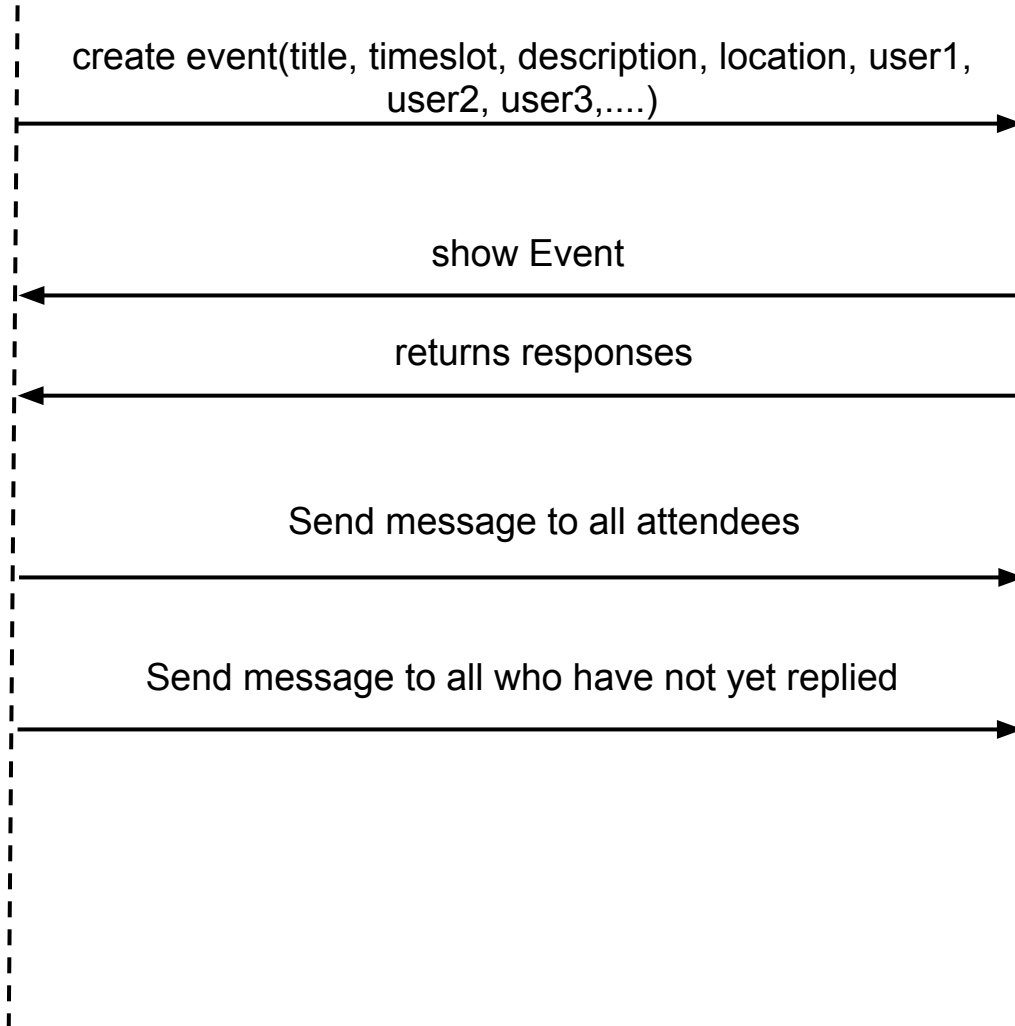 create event(title, timeslot, description, location, user1,
user2, user3,....)
show Event
returns responses
Send message to all attendees
Send message to all who have not yet replied